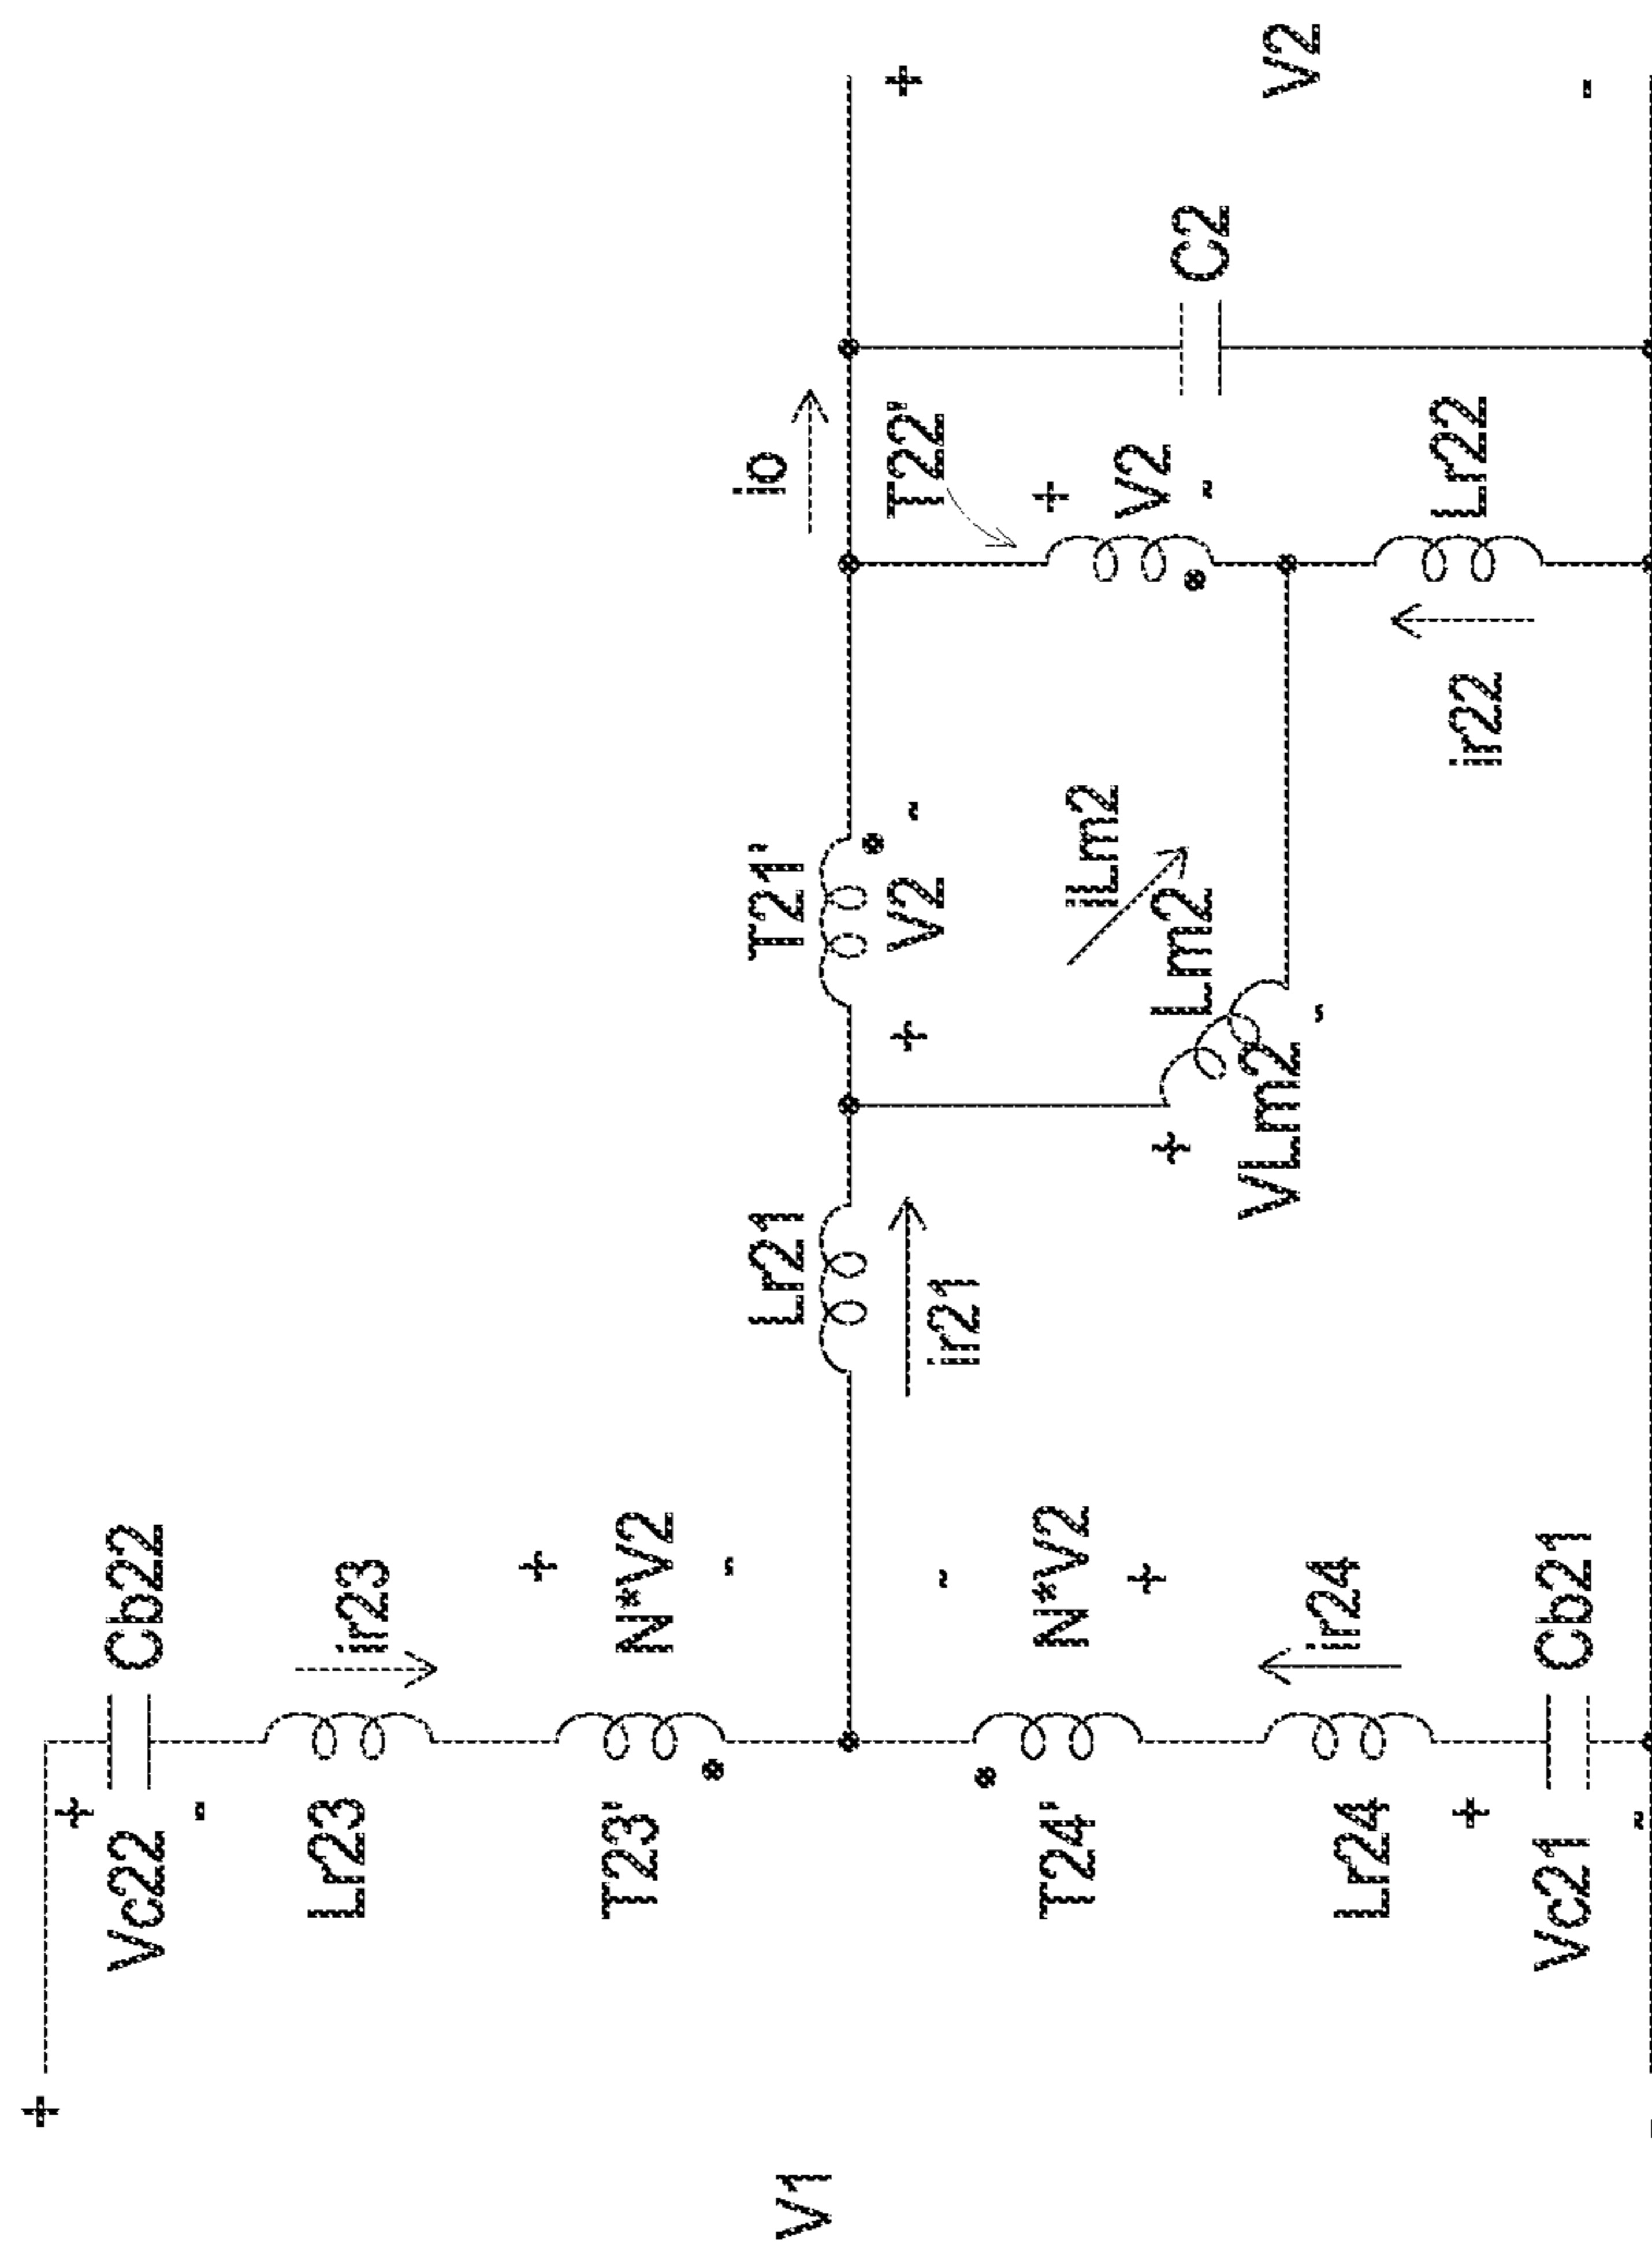 +
+
Vc22 Cb22
-
Lr23 ir23
+
T23' N*V2
-
V1
Lr21 T21' io
+ V2 - T22' +
ir21
-
+
T24' N*V2
iLm2
V2
-
+
Lm2
C2
VLm2
-
V2
Lr24 ir24
+
Vc21 Cb21
ir22 Lr22
-
-
-